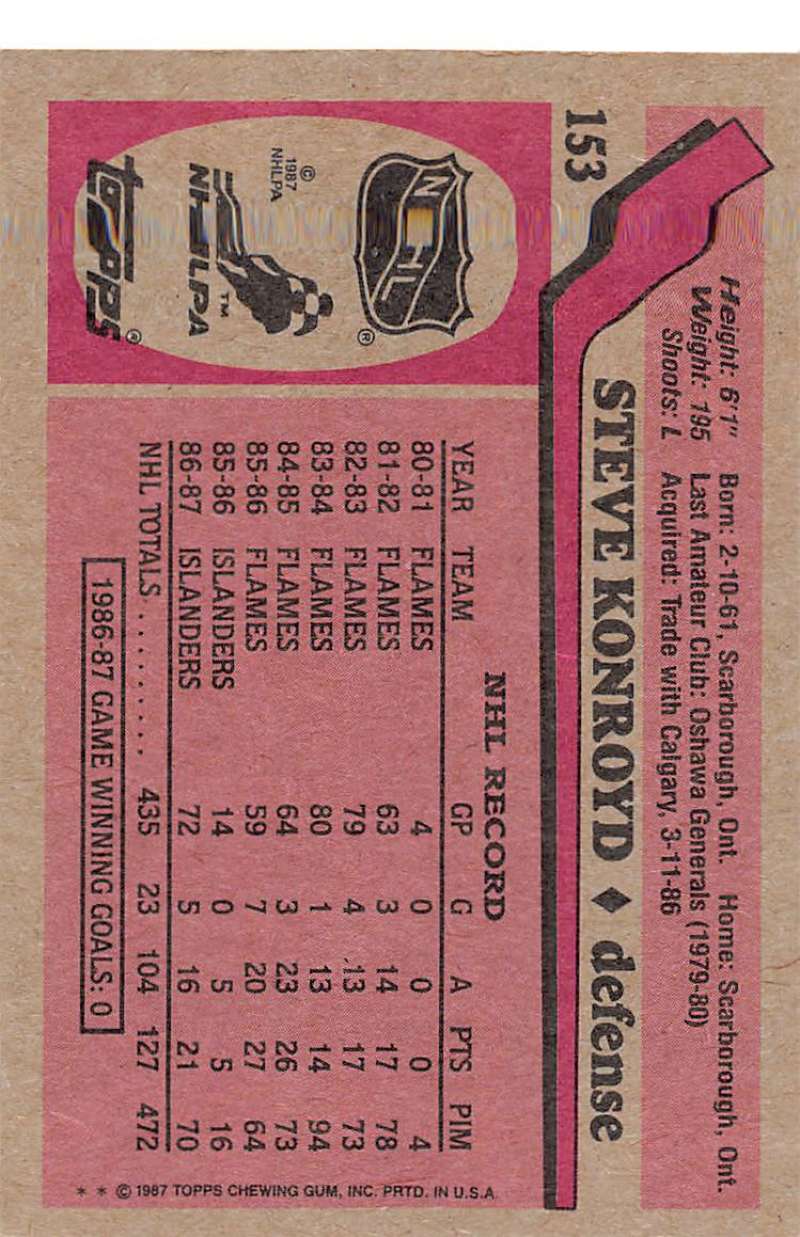 153
Height: 6'1" Born: 2-10-61, Scarborough, Ont. Home: Scarborough, Ont.
Weight: 195 Last Amateur Club: Oshawa Generals (1979-80)
Shoots: L Acquired: Trade with Calgary, 3-11-86
STEVE KONROYD ♦ defense
NHL
®
© 1987 NHLPA
NHLPA
™
TOPPS
®
NHL RECORD
YEAR TEAM GP G A PTS PIM
80-81 FLAMES 4 0 0 0 4
81-82 FLAMES 63 3 14 17 78
82-83 FLAMES 79 4 13 17 73
83-84 FLAMES 80 1 13 14 94
84-85 FLAMES 64 3 23 26 73
85-86 FLAMES 59 7 20 27 64
85-86 ISLANDERS 14 0 5 5 16
86-87 ISLANDERS 72 5 16 21 70
NHL TOTALS .......... 435 23 104 127 472
1986-87 GAME WINNING GOALS: 0
* * © 1987 TOPPS CHEWING GUM, INC. PRTD. IN U.S.A.